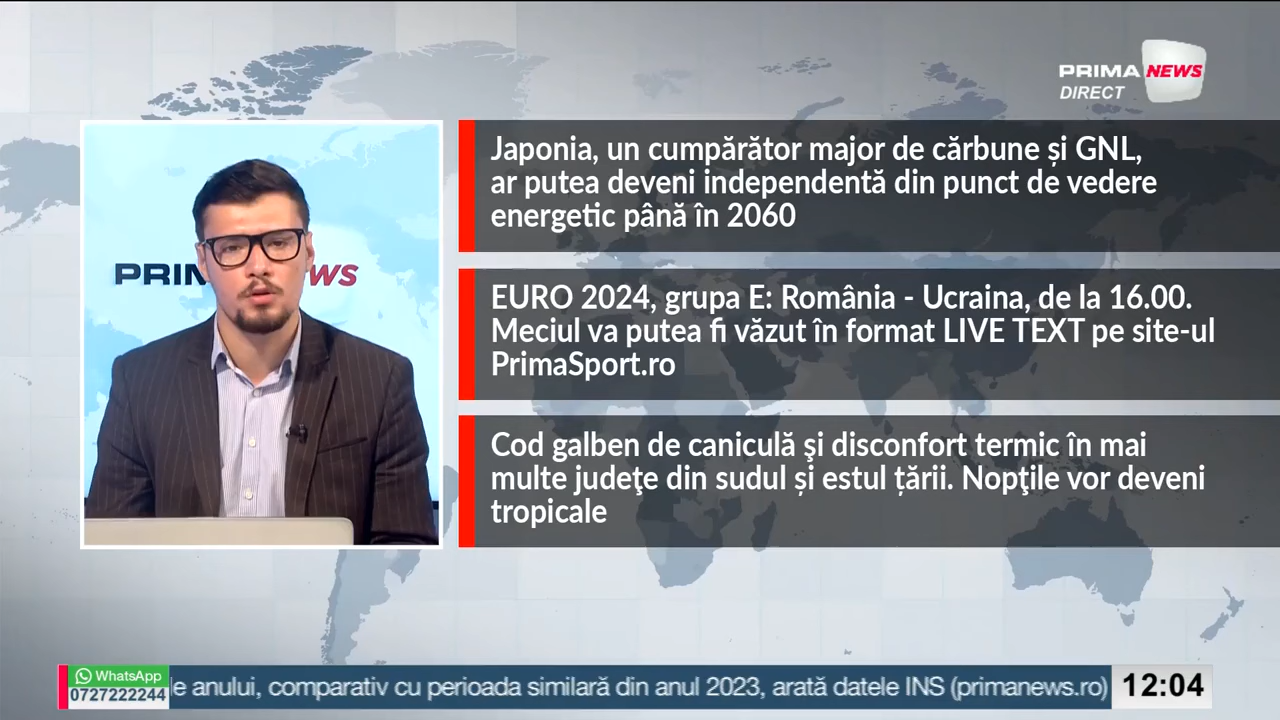 PRIMA NEWS
DIRECT
Japonia, un cumpărător major de cărbune și GNL,
ar putea deveni independentă din punct de vedere
energetic până în 2060
PRIM
WS
EURO 2024, grupa E: România - Ucraina, de la 16.00.
Meciul va putea fi văzut în format LIVE TEXT pe site-ul
PrimaSport.ro
Cod galben de caniculă şi disconfort termic în mai
multe judeţe din sudul și estul țării. Nopţile vor deveni
tropicale
WhatsApp
0727222244
le anului, comparativ cu perioada similară din anul 2023, arată datele INS (primanews.ro)
12:04